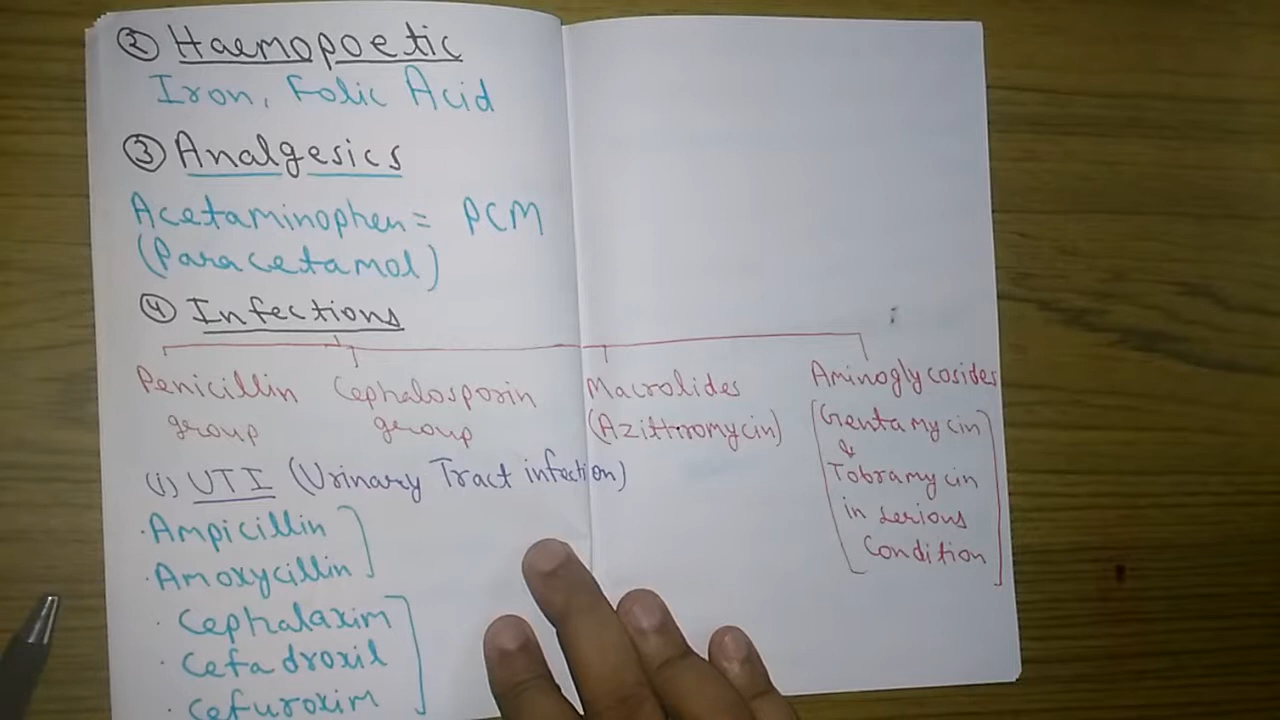 ② Haemopoetic
Iron, Folic Acid
③ Analgesics
Acetaminophen = PCM
(Paracetamol)
④ Infections
Penicillin group
Cephalosporin group
Macrolides
(Azithromycin)
Aminoglycosides
(Gentamycin
&
Tobramycin
in serious
Condition)
(i) UTI (Urinary Tract infection)
· Ampicillin
· Amoxycillin
· Cephalaxim
· Cefadroxil
· Cefuroxim